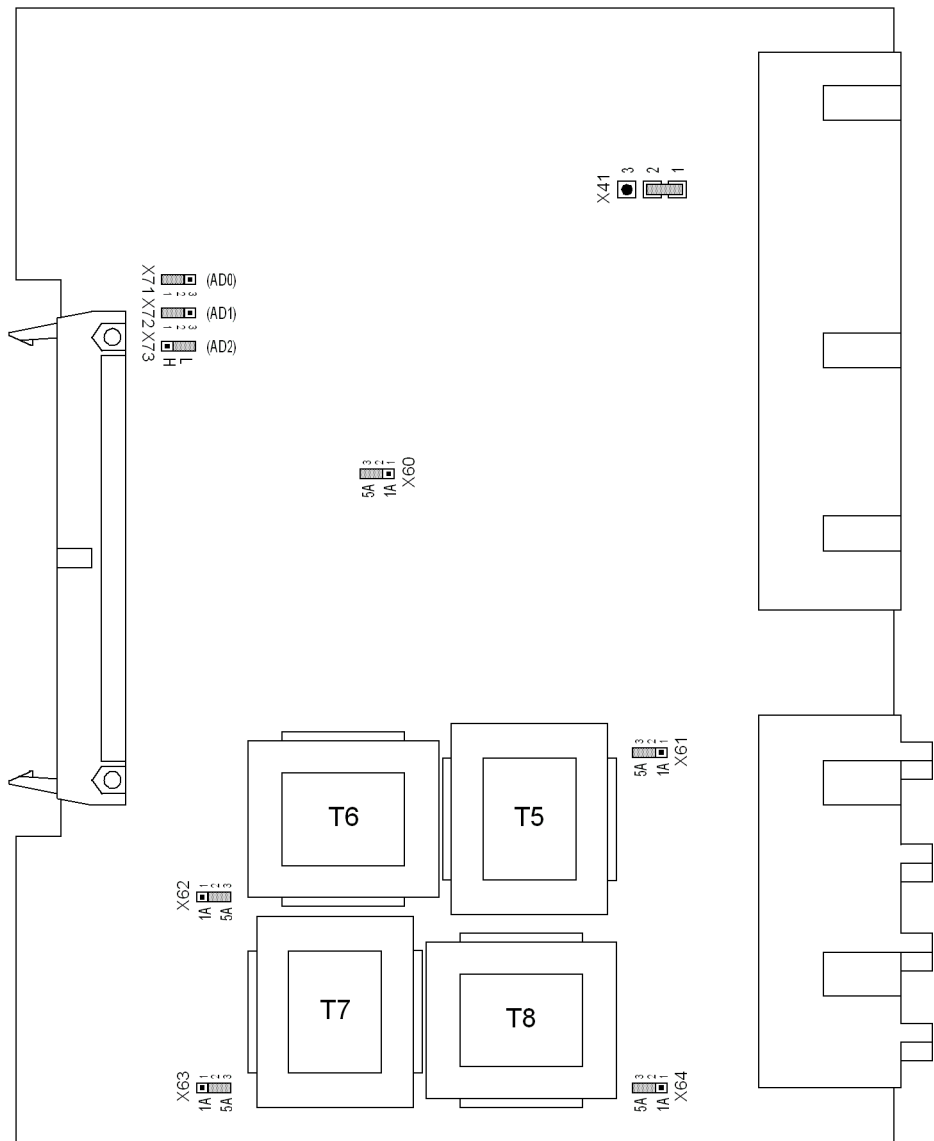 X41
3 2 1
X71
(AD0)
1 2 3
X72
(AD1)
1 2 3
X73
(AD2)
H L
3 2 1
5A 1A
X60
3 2 1
5A 1A
X61
T6
T5
X62
1 2 3
1A 5A
T7
T8
X63
1 2 3
1A 5A
3 2 1
5A 1A
X64